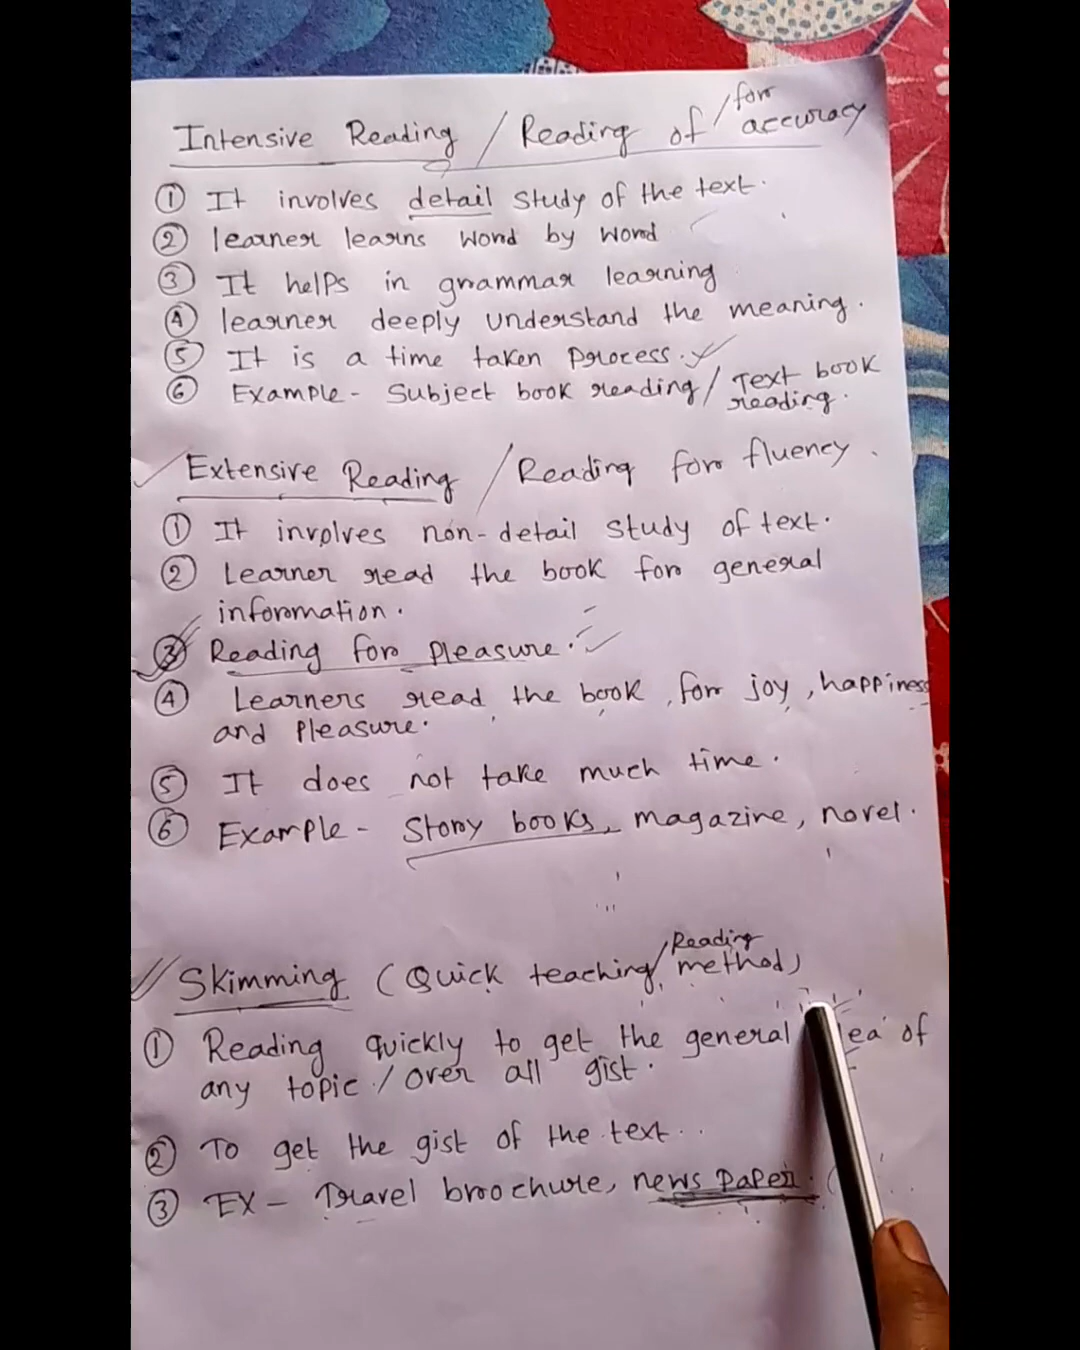 Intensive Reading / Reading of / for accuracy
① It involves detail study of the text.
② learner learns word by word
③ It helps in grammar learning
④ learner deeply understand the meaning.
⑤ It is a time taken process.
⑥ Example - Subject book reading / Text book
reading.
Extensive Reading / Reading for fluency.
① It involves non-detail study of text.
② Learner read the book for general
information.
③ Reading for pleasure.
④ Learners read the book, for joy, happiness
and pleasure.
⑤ It does not take much time.
⑥ Example - Story books, magazine, novel.
Skimming (Quick teaching / Reading method)
① Reading quickly to get the general of
any topic / over all gist.
② To get the gist of the text..
③ EX - Travel broochure, news paper.